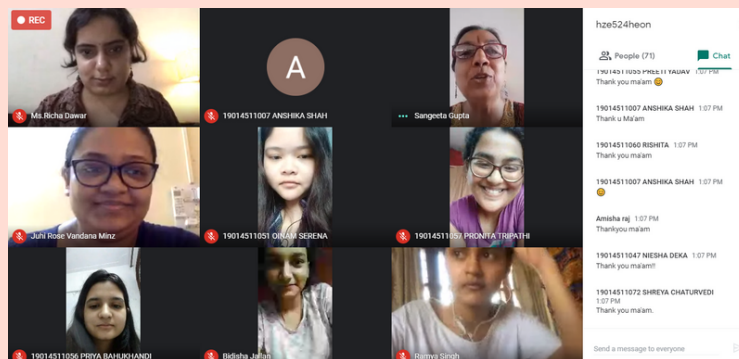 REC
hze524heon
People (71)
Chat
A
Ms.Richa Dawar
19014511007 ANSHIKA SHAH
Sangeeta Gupta
Juhi Rose Vandana Minz
19014511051 OINAM SERENA
19014511057 PRONITA TRIPATHI
19014511056 PRIYA BAHUKHANDI
Bidisha Jallan
Ramya Singh
19014511055 PREETI YADAV 1:07 PM
Thank you ma'am
19014511007 ANSHIKA SHAH 1:07 PM
Thank u Ma'am
19014511060 RISHITA 1:07 PM
Thank you ma'am
19014511007 ANSHIKA SHAH 1:07 PM
Amisha raj 1:07 PM
Thankyou ma'am
19014511047 NIESHA DEKA 1:07 PM
Thank you ma'am!!
19014511072 SHREYA CHATURVEDI
1:07 PM
Thank you ma'am.
Send a message to everyone